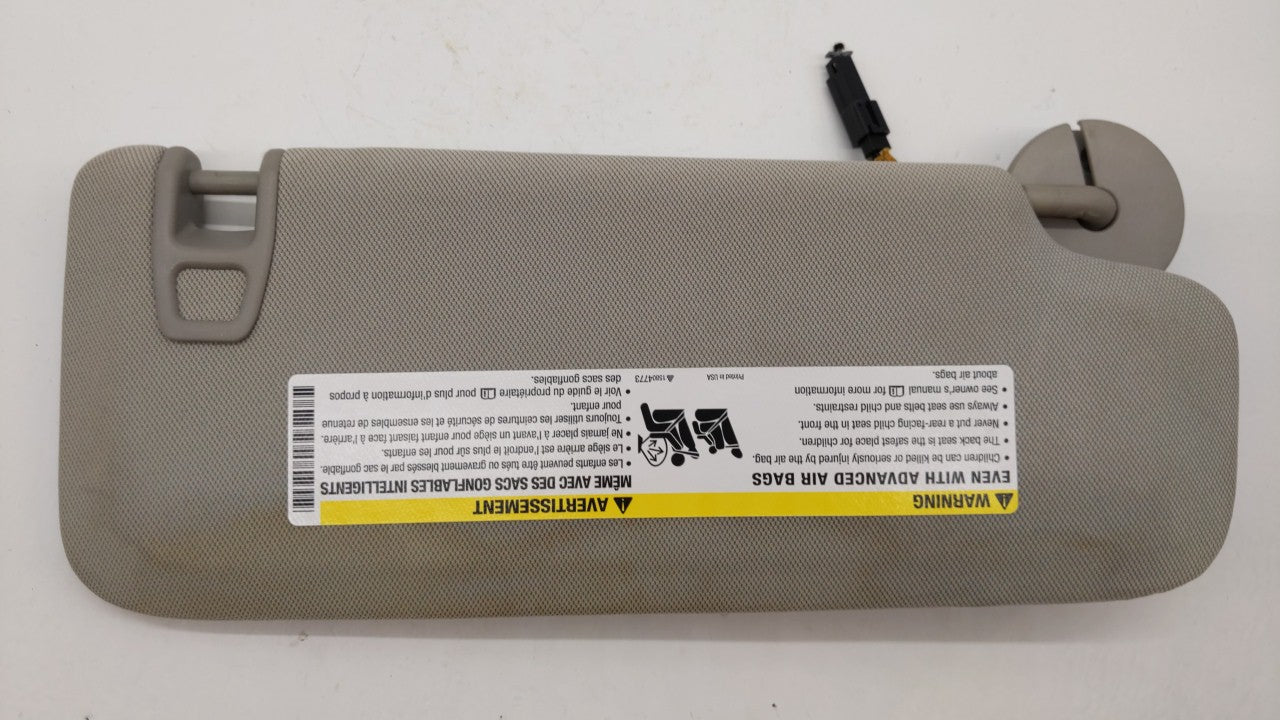 WARNING
EVEN WITH ADVANCED AIR BAGS
• Children can be killed or seriously injured by the air bag.
• The back seat is the safest place for children.
• Never put a rear-facing child seat in the front.
• Always use seat belts and child restraints.
• See owner's manual for more information
about air bags.
Printed in USA
15804773
AVERTISSEMENT
MÊME AVEC DES SACS GONFLABLES INTELLIGENTS
• Les enfants peuvent être tués ou gravement blessés par le sac gonflable.
• Le siège arrière est l'endroit le plus sûr pour les enfants.
• Ne jamais placer à l'avant un siège pour enfant faisant face à l'arrière.
• Toujours utiliser les ceintures de sécurité et les ensembles de retenue
pour enfant.
• Voir le guide du propriétaire pour plus d'information à propos
des sacs gonflables.